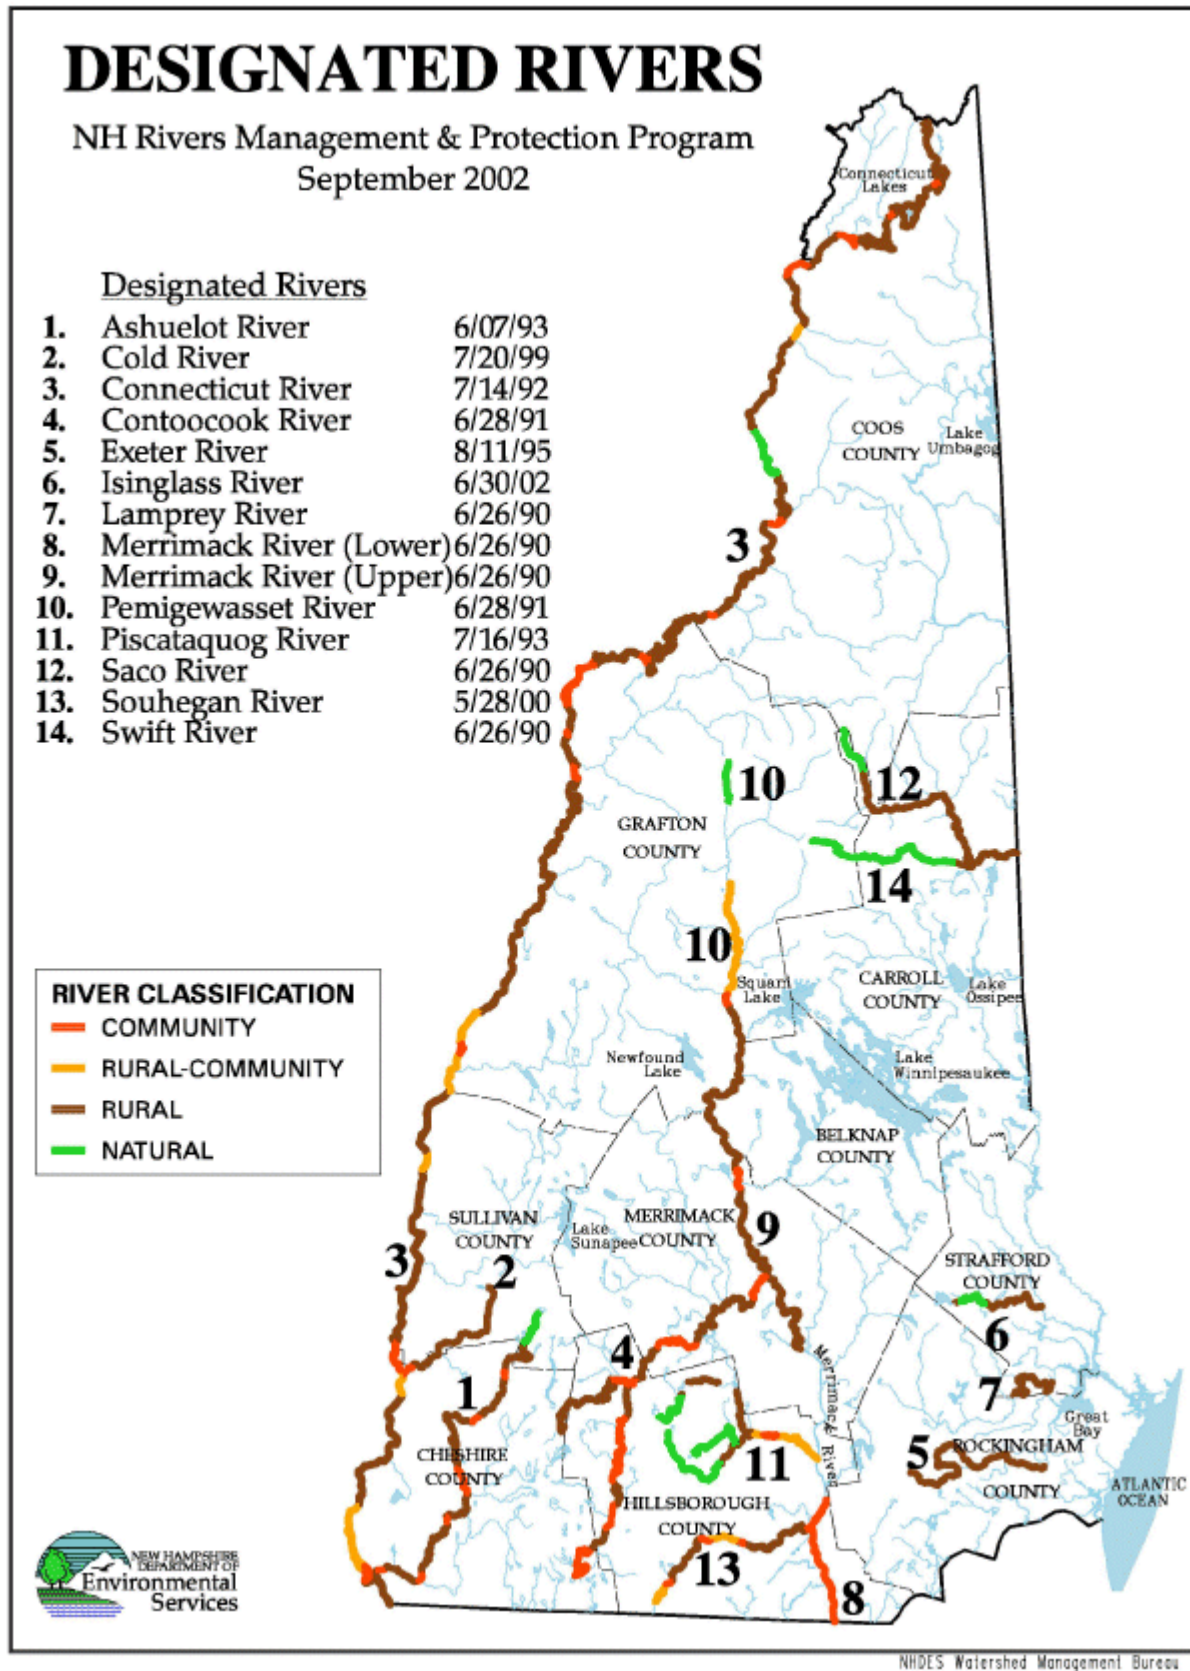 DESIGNATED RIVERS
NH Rivers Management & Protection Program
September 2002
Designated Rivers
1. Ashuelot River 6/07/93
2. Cold River 7/20/99
3. Connecticut River 7/14/92
4. Contoocook River 6/28/91
5. Exeter River 8/11/95
6. Isinglass River 6/30/02
7. Lamprey River 6/26/90
8. Merrimack River (Lower) 6/26/90
9. Merrimack River (Upper) 6/26/90
10. Pemigewasset River 6/28/91
11. Piscataquog River 7/16/93
12. Saco River 6/26/90
13. Souhegan River 5/28/00
14. Swift River 6/26/90
Connecticut
Lakes
COOS
COUNTY
Lake
Umbagog
3
10
12
GRAFTON
COUNTY
14
10
Squam
Lake
CARROLL
COUNTY
Lake
Ossipee
RIVER CLASSIFICATION
COMMUNITY
RURAL-COMMUNITY
RURAL
NATURAL
Newfound
Lake
Lake
Winnipesaukee
BELKNAP
COUNTY
SULLIVAN
COUNTY
Lake
Sunapee
MERRIMACK
COUNTY
9
3
2
STRAFFORD
COUNTY
6
4
1
7
Merrimack River
Great
Bay
5
ROCKINGHAM
COUNTY
CHESHIRE
COUNTY
11
HILLSBOROUGH
COUNTY
ATLANTIC
OCEAN
13
8
NEW HAMPSHIRE
DEPARTMENT OF
Environmental
Services
NHDES Watershed Management Bureau